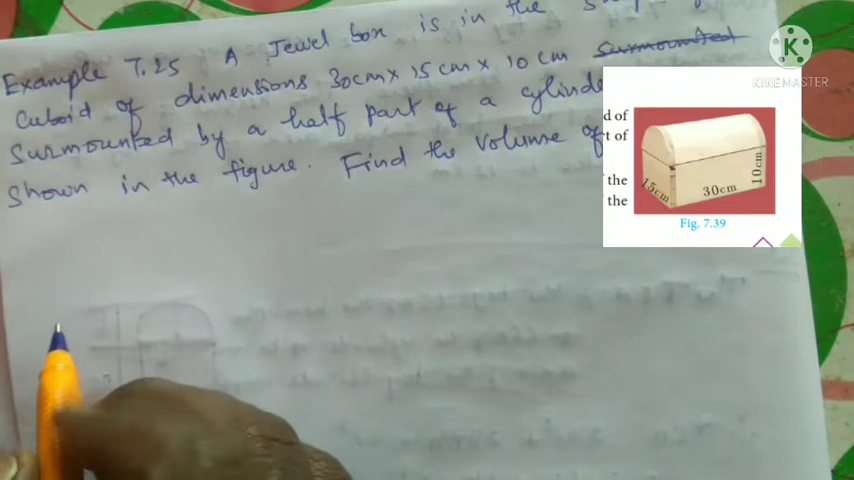 Example 7.25 A Jewel box is in the
Cuboid of dimensions 30cm x 15 cm x 10 cm Surmounted
Surmounted by a half part of a cylinde
shown in the figure. Find the volume of
K
KINEMASTER
d of
t of
the
the
15cm
30cm
10cm
Fig. 7.39